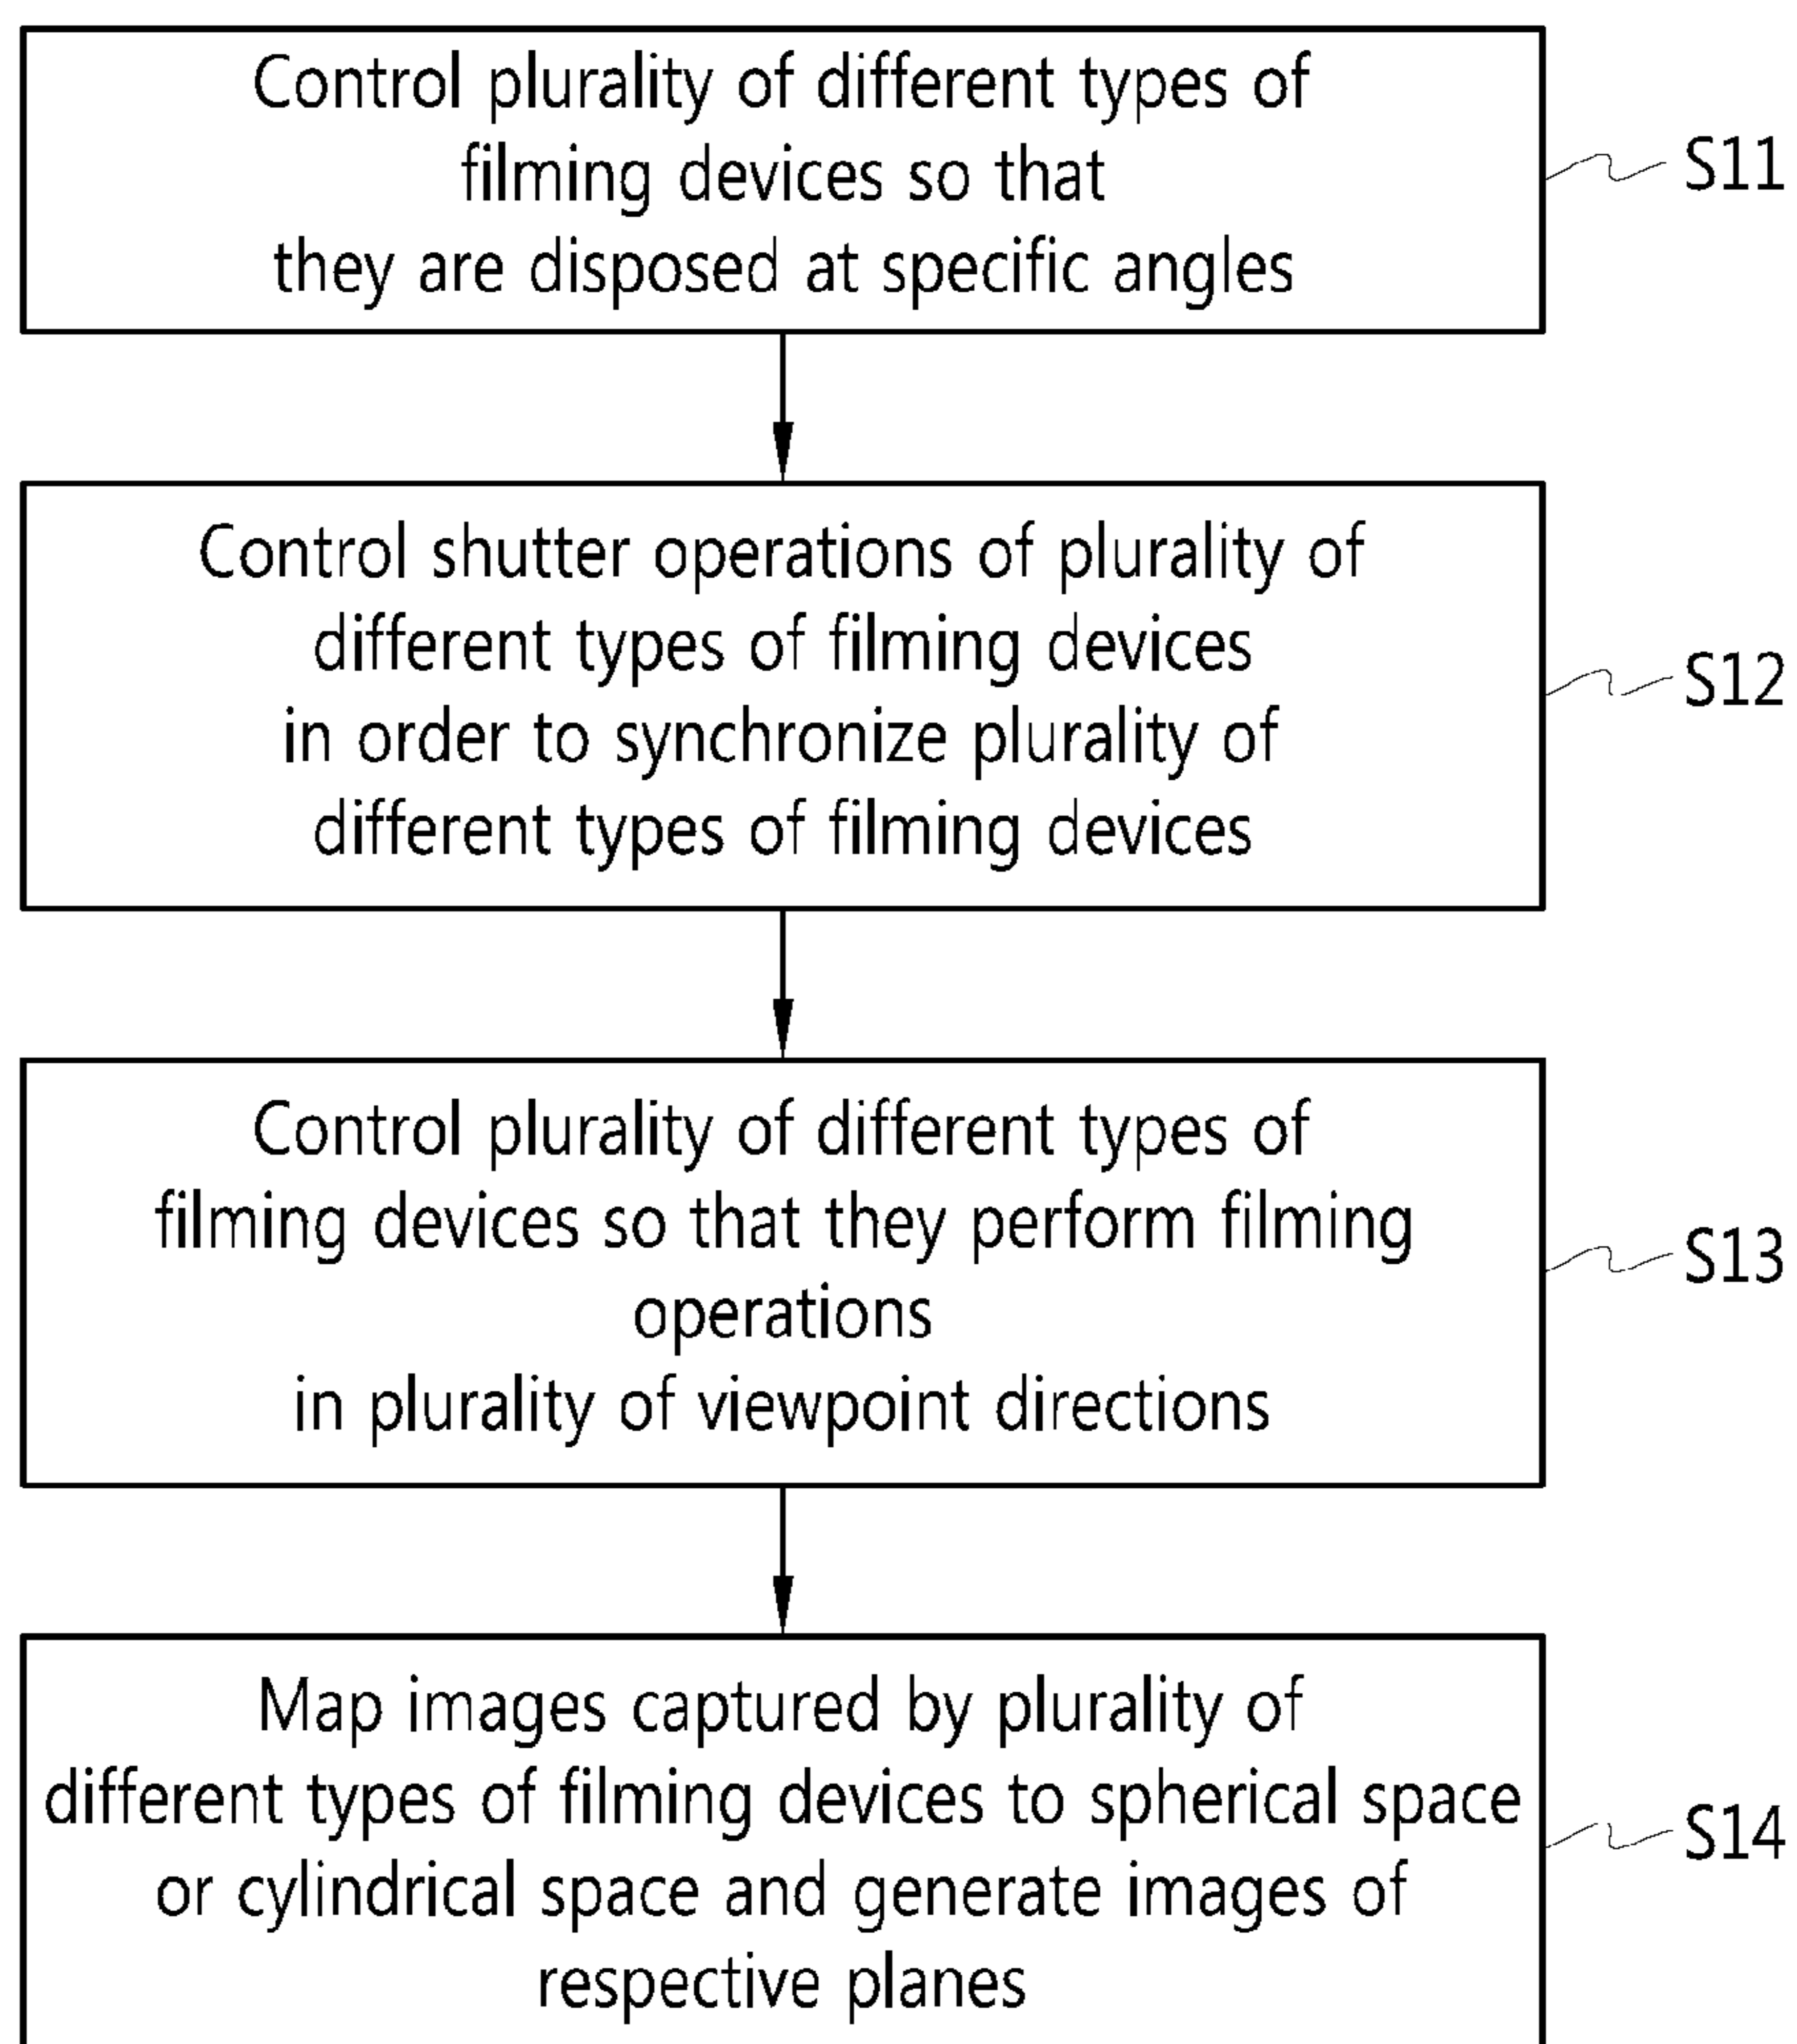 Control plurality of different types of
filming devices so that
they are disposed at specific angles
S11
Control shutter operations of plurality of
different types of filming devices
in order to synchronize plurality of
different types of filming devices
S12
Control plurality of different types of
filming devices so that they perform filming
operations
in plurality of viewpoint directions
S13
Map images captured by plurality of
different types of filming devices to spherical space
or cylindrical space and generate images of
respective planes
S14